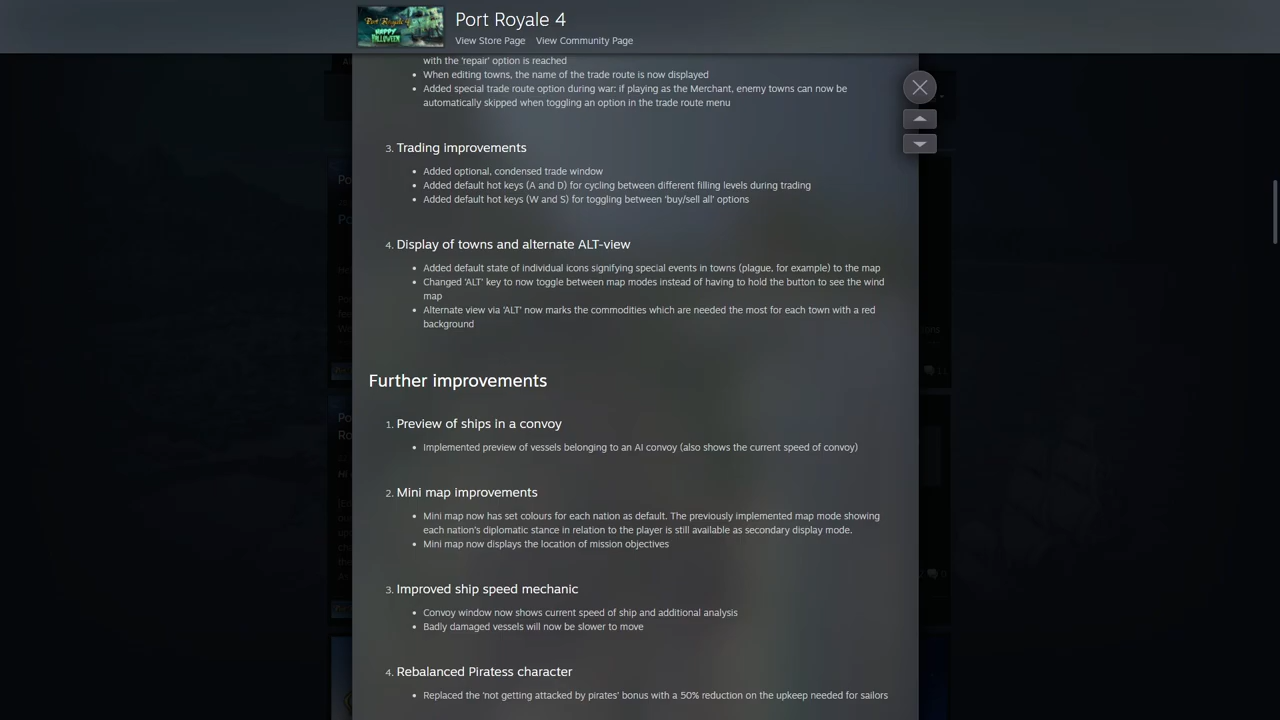 Port Royale 4
HAPPY
HALLOWEEN
Port Royale 4
View Store Page View Community Page
with the 'repair' option is reached
• When editing towns, the name of the trade route is now displayed
• Added special trade route option during war: if playing as the Merchant, enemy towns can now be
automatically skipped when toggling an option in the trade route menu
3. Trading improvements
• Added optional, condensed trade window
• Added default hot keys (A and D) for cycling between different filling levels during trading
• Added default hot keys (W and S) for toggling between 'buy/sell all' options
4. Display of towns and alternate ALT-view
• Added default state of individual icons signifying special events in towns (plague, for example) to the map
• Changed 'ALT' key to now toggle between map modes instead of having to hold the button to see the wind
map
• Alternate view via 'ALT' now marks the commodities which are needed the most for each town with a red
background
Further improvements
1. Preview of ships in a convoy
• Implemented preview of vessels belonging to an AI convoy (also shows the current speed of convoy)
2. Mini map improvements
• Mini map now has set colours for each nation as default. The previously implemented map mode showing
each nation's diplomatic stance in relation to the player is still available as secondary display mode.
• Mini map now displays the location of mission objectives
3. Improved ship speed mechanic
• Convoy window now shows current speed of ship and additional analysis
• Badly damaged vessels will now be slower to move
4. Rebalanced Piratess character
• Replaced the 'not getting attacked by pirates' bonus with a 50% reduction on the upkeep needed for sailors